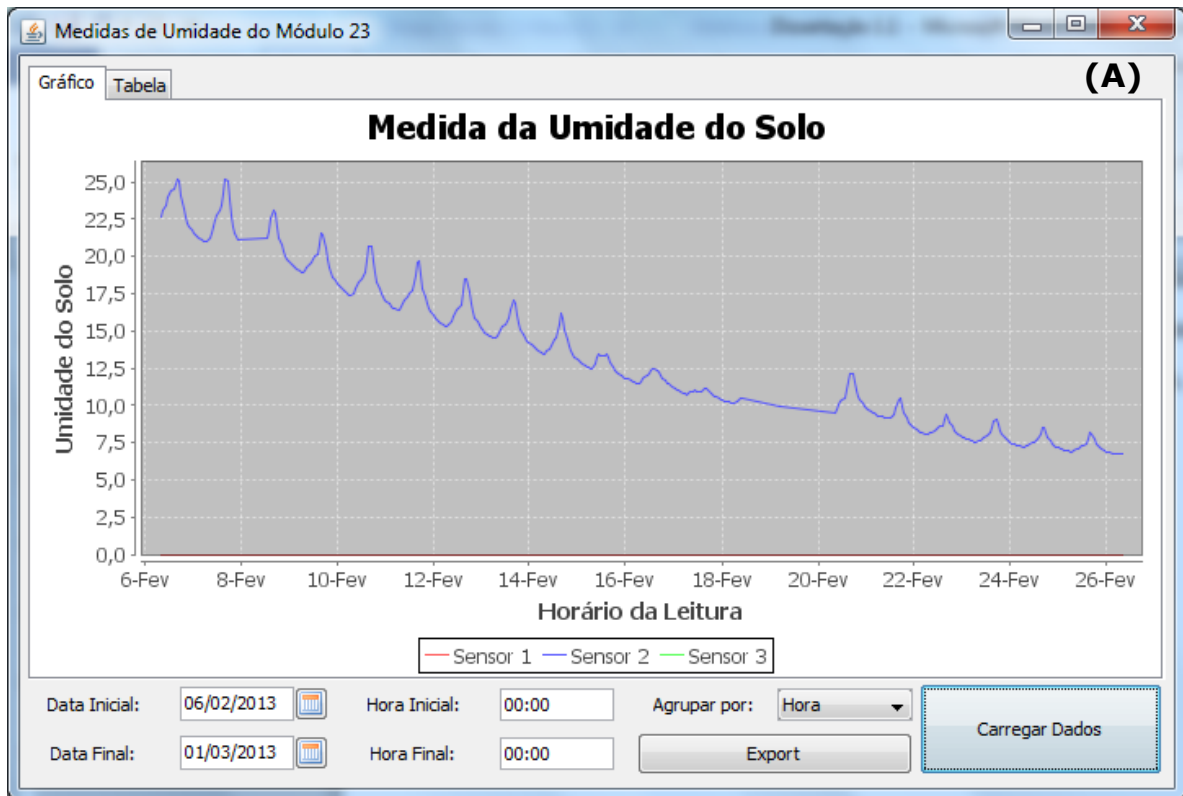 Medidas de Umidade do Módulo 23
Gráfico Tabela
(A)
Medida da Umidade do Solo
Umidade do Solo
25,0
22,5
20,0
17,5
15,0
12,5
10,0
7,5
5,0
2,5
0,0
6-Fev 8-Fev 10-Fev 12-Fev 14-Fev 16-Fev 18-Fev 20-Fev 22-Fev 24-Fev 26-Fev
Horário da Leitura
Sensor 1 Sensor 2 Sensor 3
Data Inicial: 06/02/2013 Hora Inicial: 00:00 Agrupar por: Hora
Data Final: 01/03/2013 Hora Final: 00:00 Export
Carregar Dados